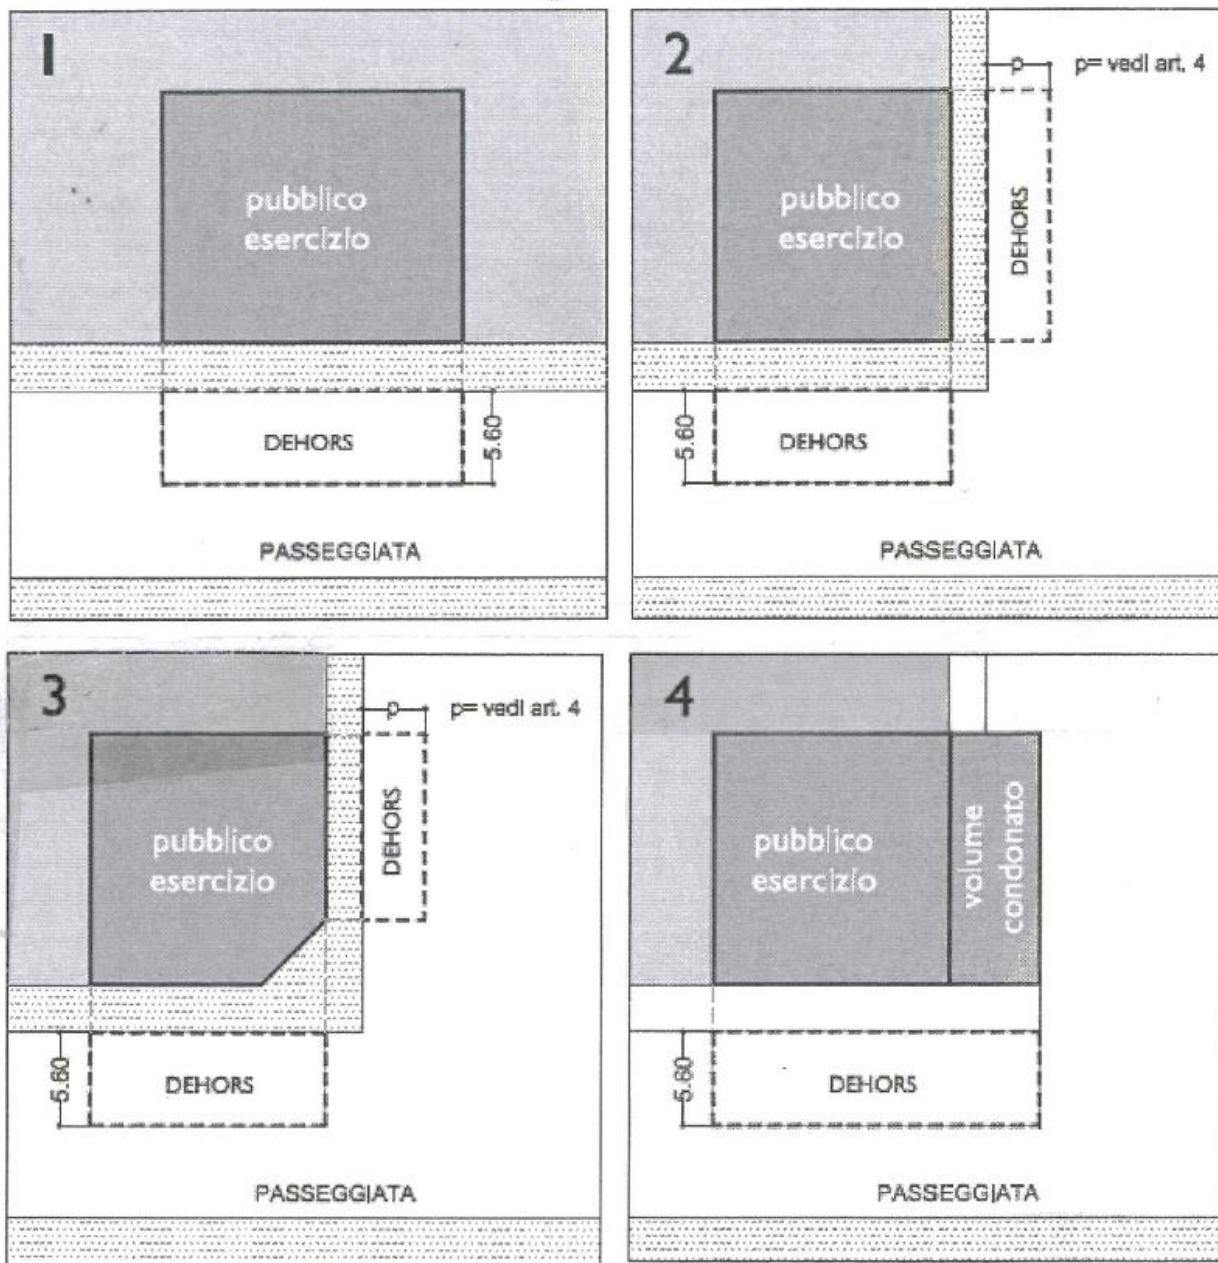 1
pubblico
esercizio
DEHORS
5.60
PASSEGGIATA
2
p
p= vedi art. 4
pubblico
esercizio
DEHORS
DEHORS
5.60
PASSEGGIATA
3
p
p= vedi art. 4
pubblico
esercizio
DEHORS
DEHORS
5.60
PASSEGGIATA
4
pubblico
esercizio
volume
condonato
DEHORS
5.60
PASSEGGIATA